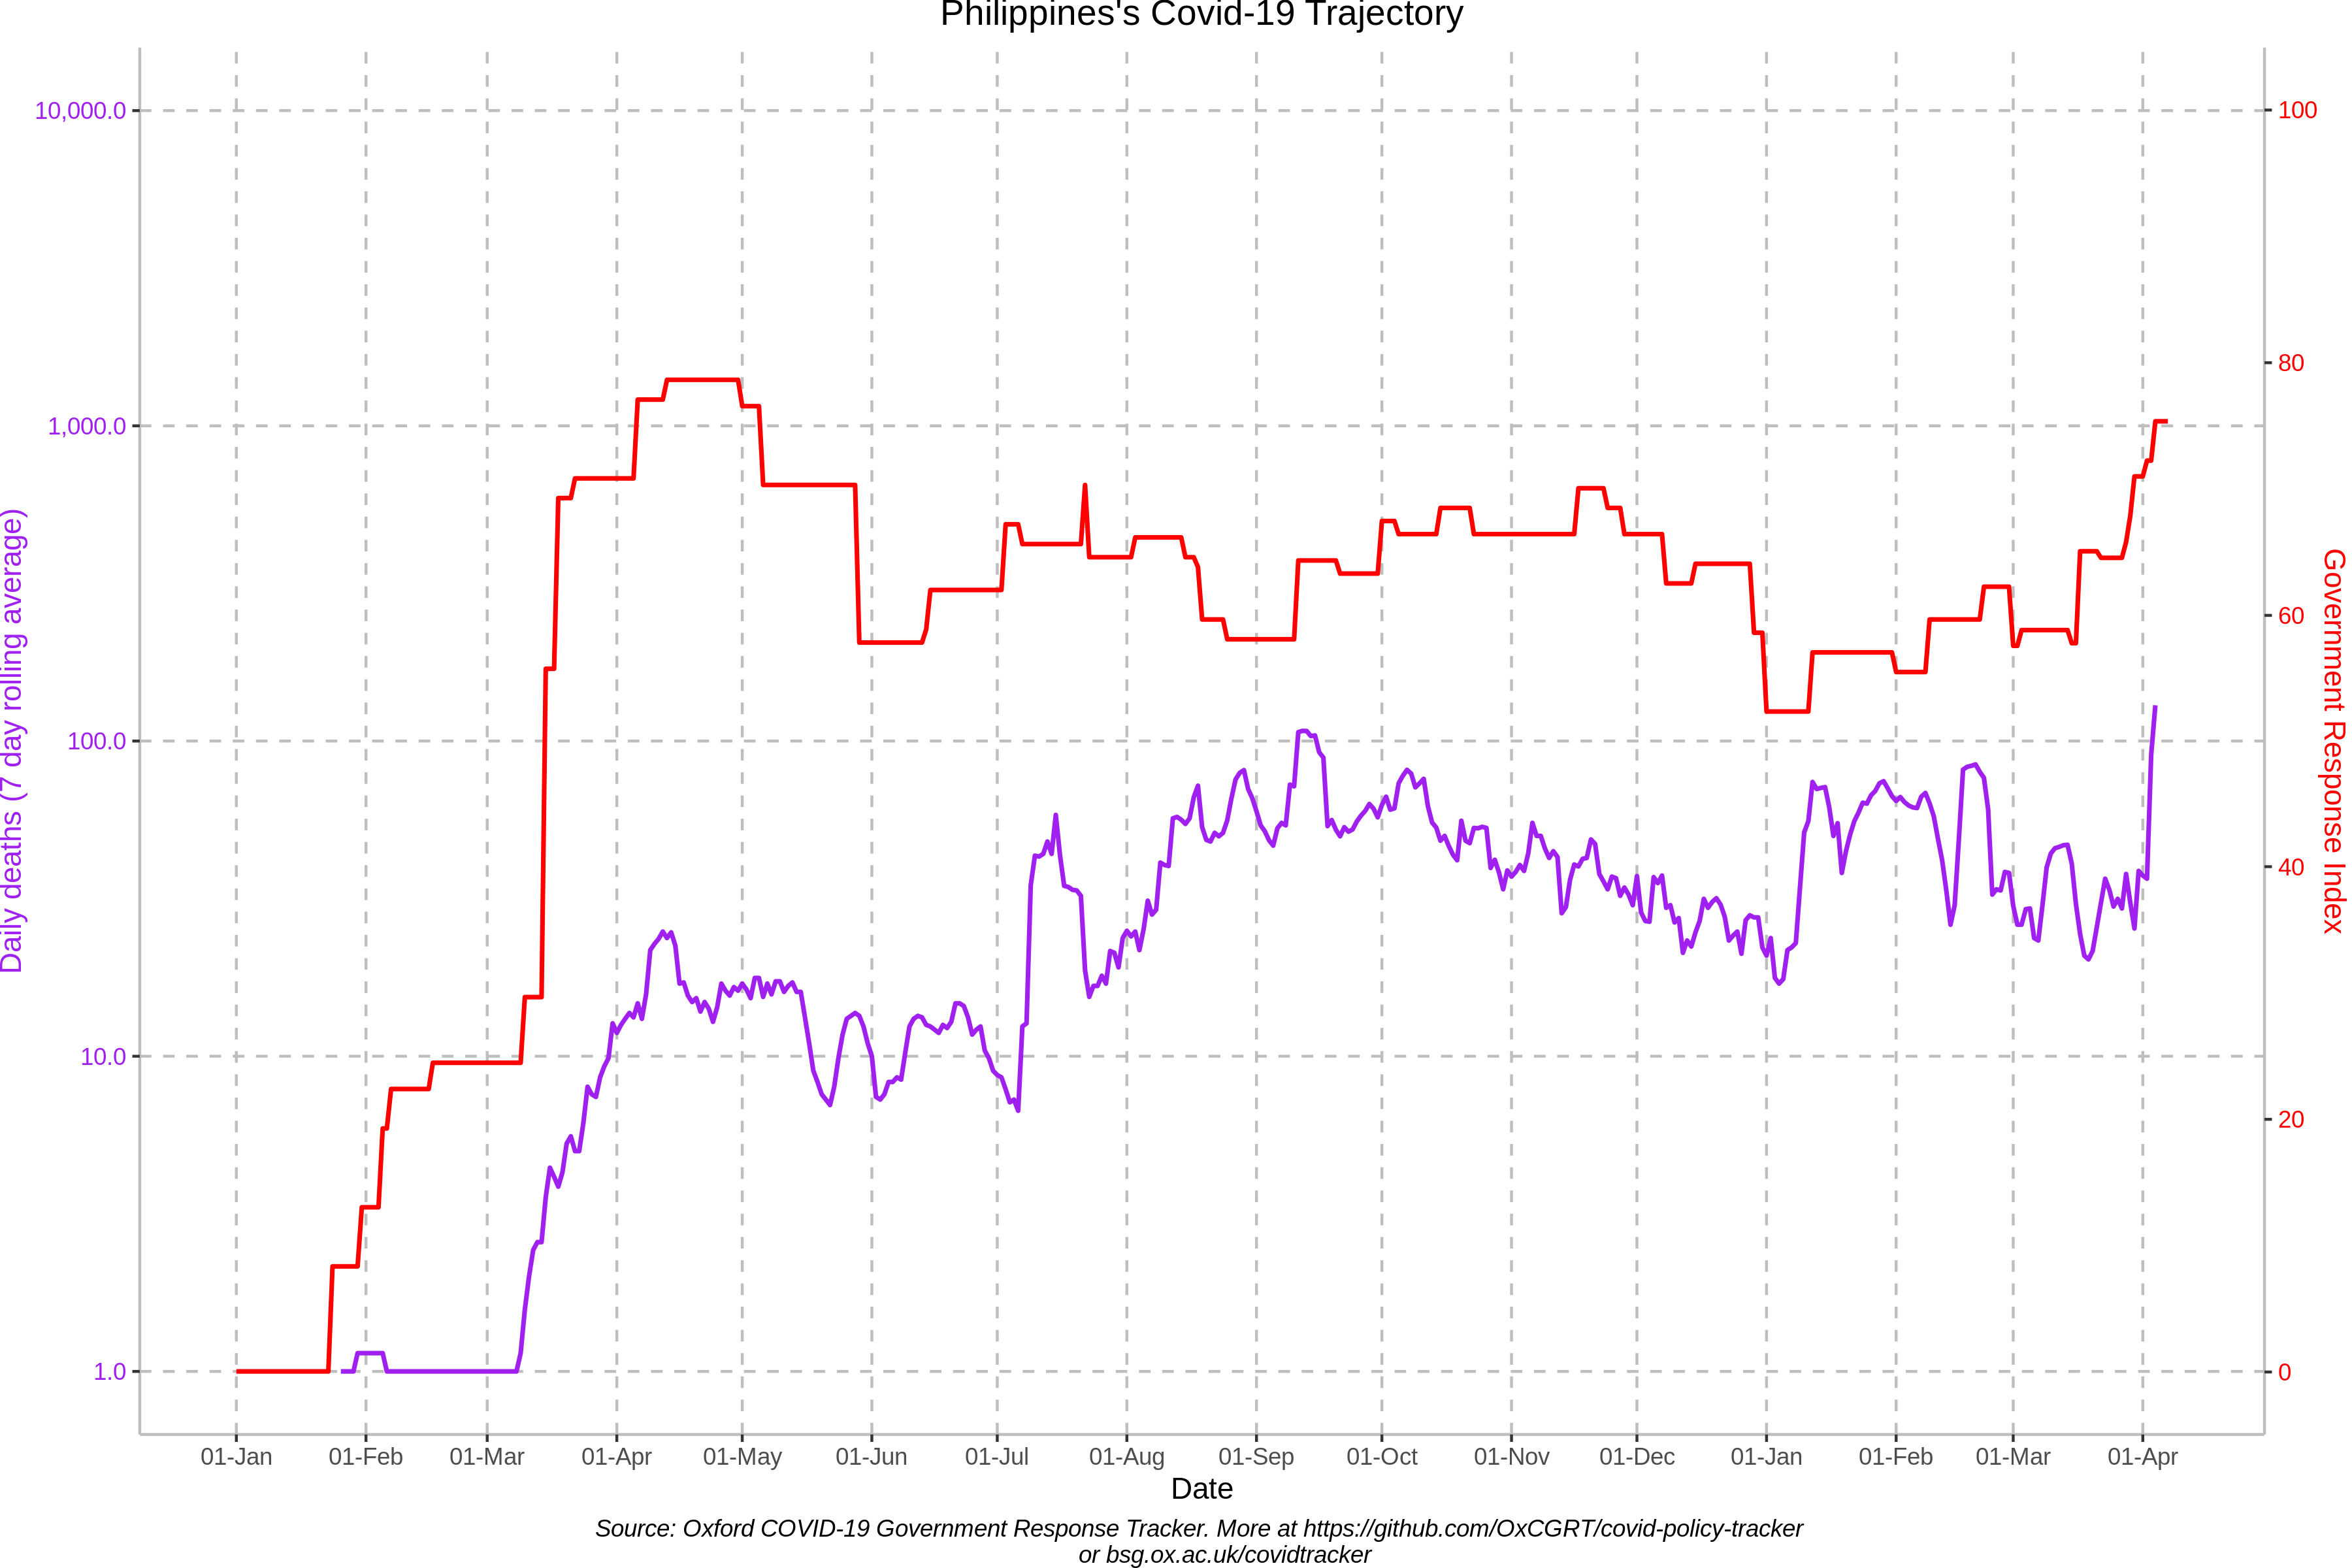 Philippines's Covid-19 Trajectory
10,000.0
1,000.0
100.0
10.0
1.0
Daily deaths (7 day rolling average)
100
80
60
40
20
0
Government Response Index
01-Jan
01-Feb
01-Mar
01-Apr
01-May
01-Jun
01-Jul
01-Aug
01-Sep
01-Oct
01-Nov
01-Dec
01-Jan
01-Feb
01-Mar
01-Apr
Date
Source: Oxford COVID-19 Government Response Tracker. More at https://github.com/OxCGRT/covid-policy-tracker
or bsg.ox.ac.uk/covidtracker